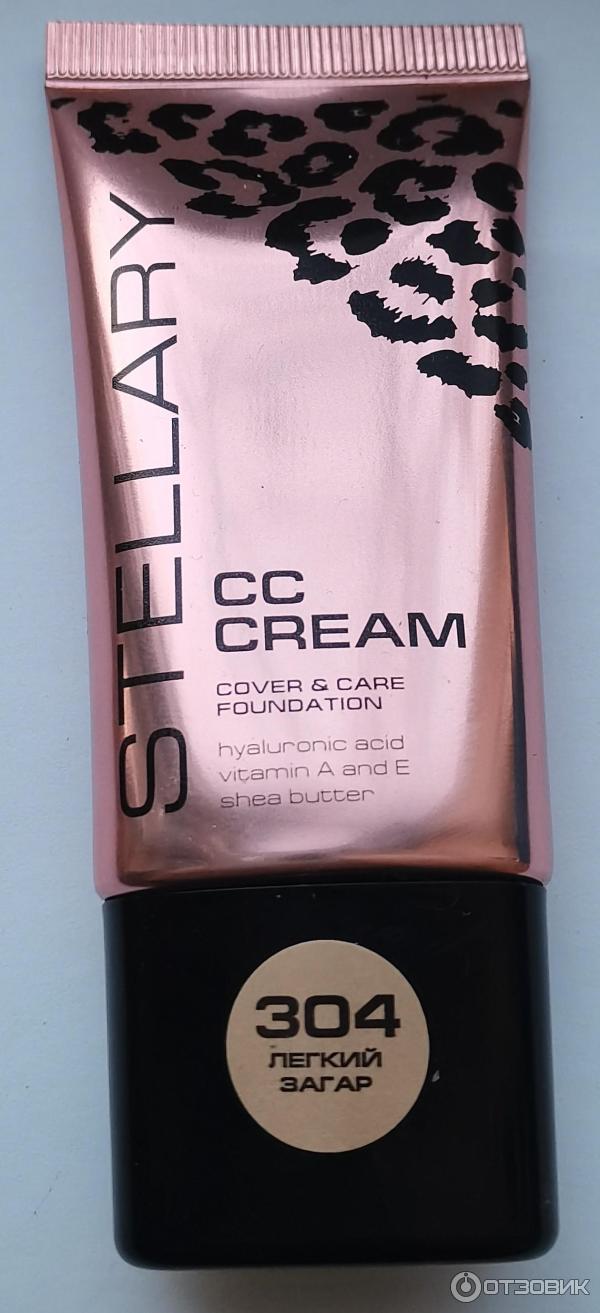 STELLARY
CC
CREAM
COVER & CARE
FOUNDATION
hyaluronic acid
vitamin A and E
shea butter
304
ЛЕГКИЙ
ЗАГАР
ОТЗОВИК